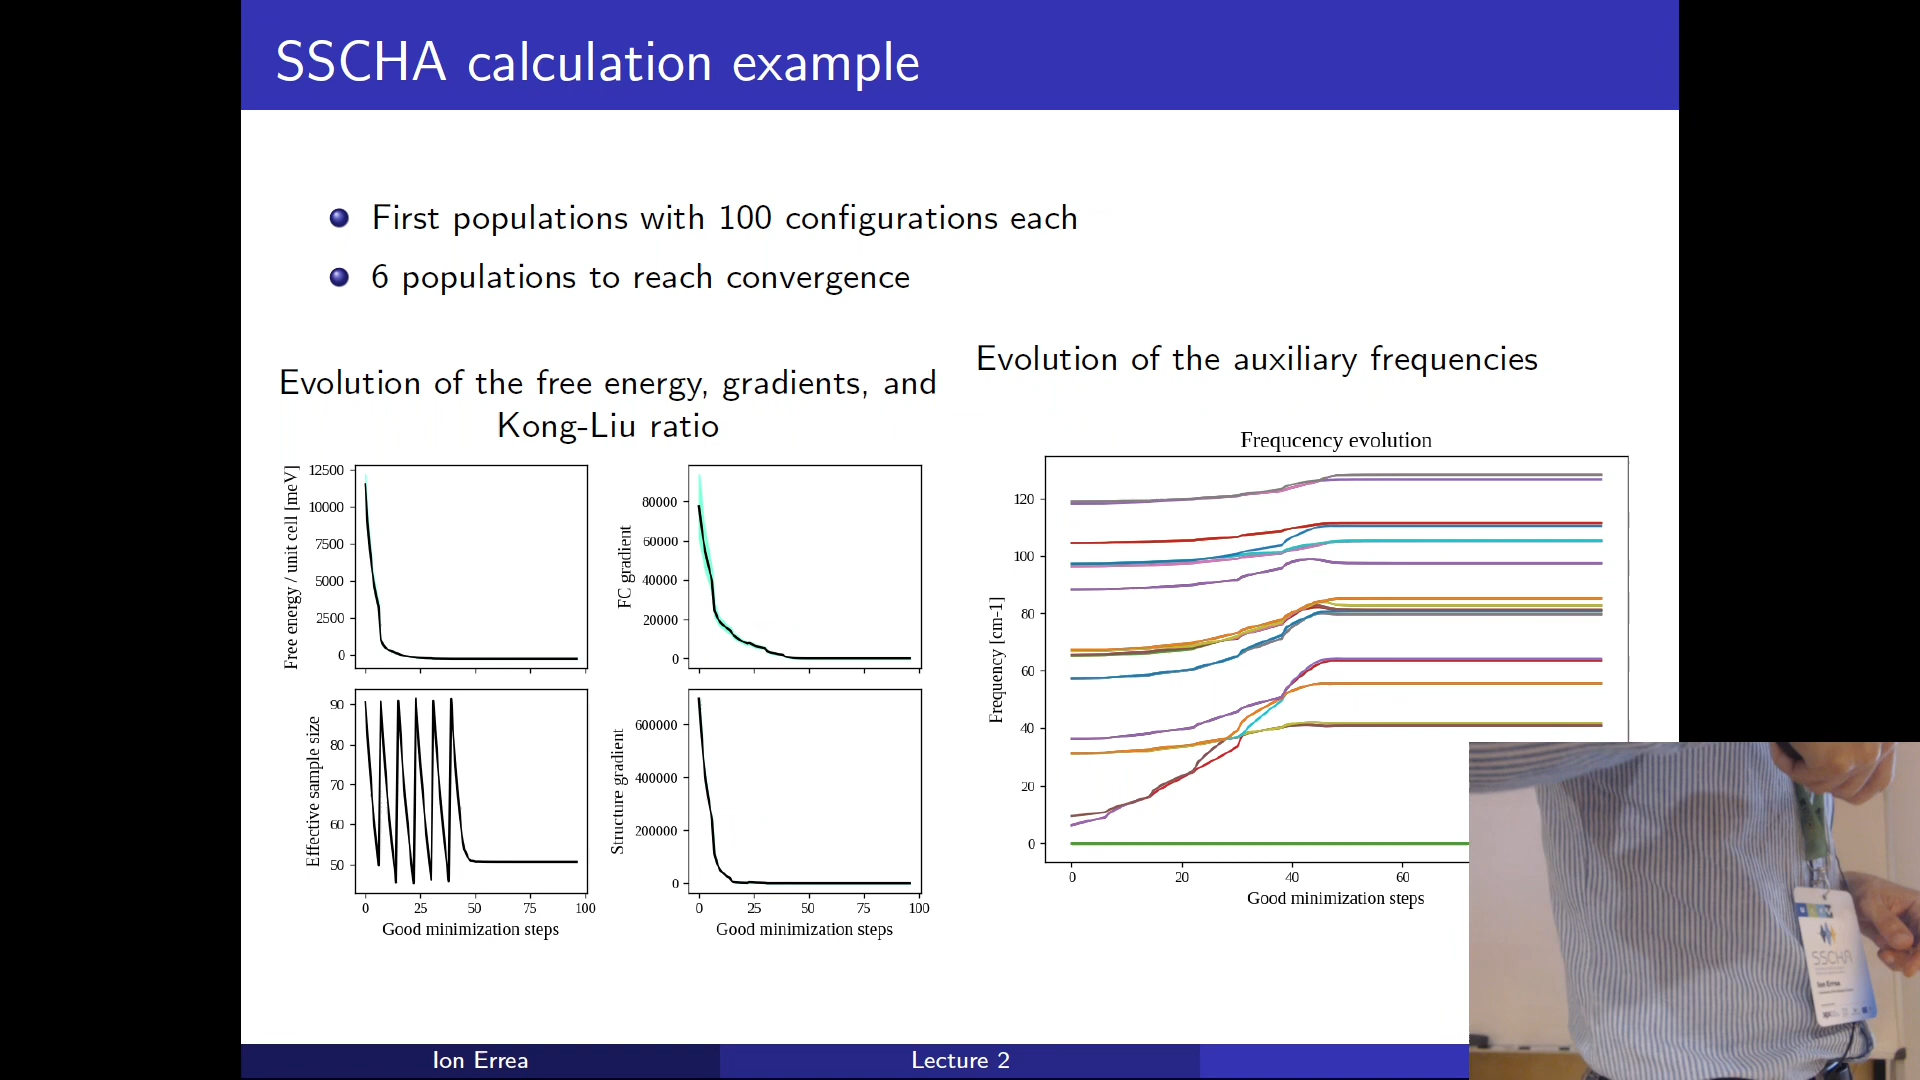 SSCHA calculation example
First populations with 100 configurations each
6 populations to reach convergence
Evolution of the free energy, gradients, and
Kong-Liu ratio
Evolution of the auxiliary frequencies
Free energy / unit cell [meV]
12500
10000
7500
5000
2500
0
FC gradient
80000
60000
40000
20000
0
Effective sample size
90
80
70
60
50
0
25
50
75
100
Good minimization steps
Structure gradient
600000
400000
200000
0
0
25
50
75
100
Good minimization steps
Frequcency evolution
Frequency [cm-1]
120
100
80
60
40
20
0
0
20
40
60
Good minimization steps
SSCHA
Ion Errea
Ion Errea
Lecture 2